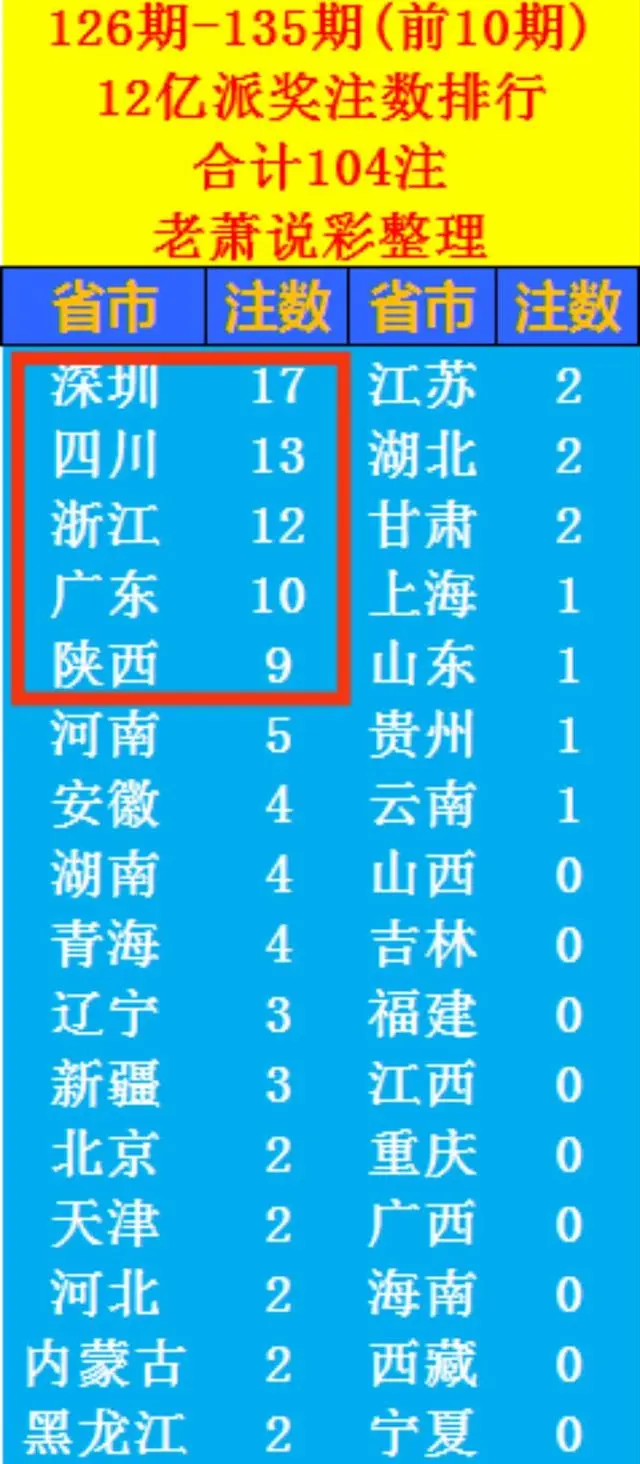 126期-135期(前10期)
12亿派奖注数排行
合计104注
老萧说彩整理
省市 注数 省市 注数
深圳 17 江苏 2
四川 13 湖北 2
浙江 12 甘肃 2
广东 10 上海 1
陕西 9 山东 1
河南 5 贵州 1
安徽 4 云南 1
湖南 4 山西 0
青海 4 吉林 0
辽宁 3 福建 0
新疆 3 江西 0
北京 2 重庆 0
天津 2 广西 0
河北 2 海南 0
内蒙古 2 西藏 0
黑龙江 2 宁夏 0